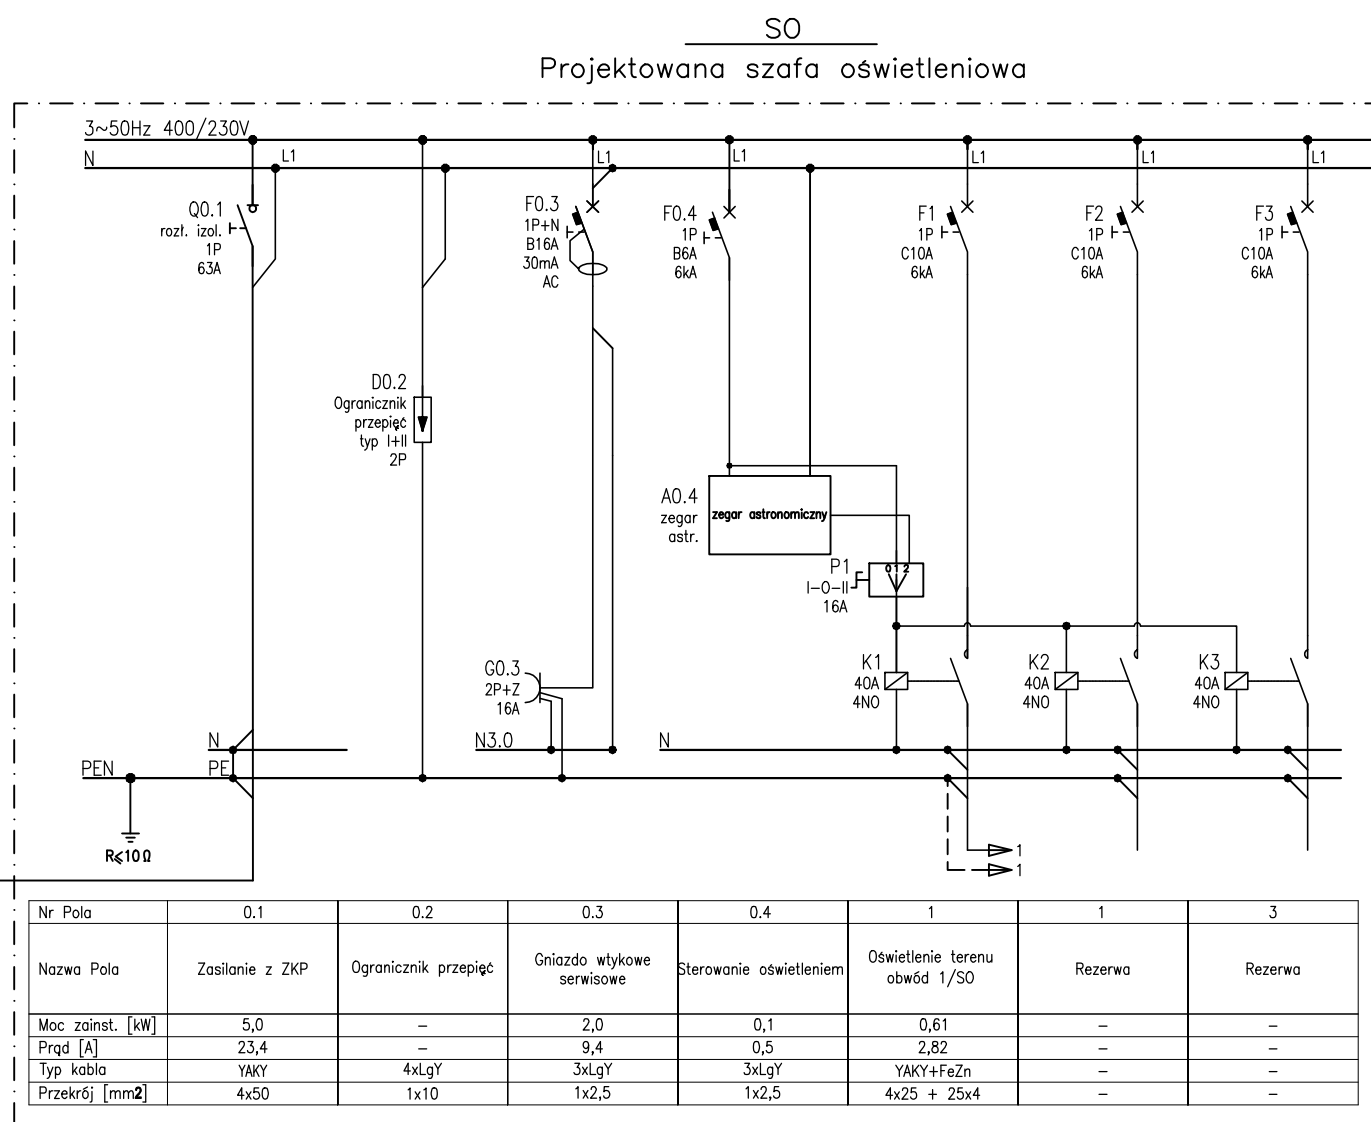 SO
Projektowana szafa oświetleniowa
3~50Hz 400/230V
N
L1
L1
L1
L1
L1
L1
Q0.1
rozł. izol.
1P
63A
D0.2
Ogranicznik
przepięć
typ I+II
2P
F0.3
1P+N
B16A
30mA
AC
F0.4
1P
B6A
6kA
F1
1P
C10A
6kA
F2
1P
C10A
6kA
F3
1P
C10A
6kA
A0.4
zegar
astr.
zegar astronomiczny
P1
I-0-II
16A
0 1 2
G0.3
2P+Z
16A
K1
40A
4NO
K2
40A
4NO
K3
40A
4NO
N
N3.0
N
PEN
PE
R⩽10Ω
1
1
Nr Pola 0.1 0.2 0.3 0.4 1 1 3
Nazwa Pola Zasilanie z ZKP Ogranicznik przepięć Gniazdo wtykowe serwisowe Sterowanie oświetleniem Oświetlenie terenu obwód 1/SO Rezerwa Rezerwa
Moc zainst. [kW] 5,0 – 2,0 0,1 0,61 – –
Prąd [A] 23,4 – 9,4 0,5 2,82 – –
Typ kabla YAKY 4xLgY 3xLgY 3xLgY YAKY+FeZn – –
Przekrój [mm2] 4x50 1x10 1x2,5 1x2,5 4x25 + 25x4 – –